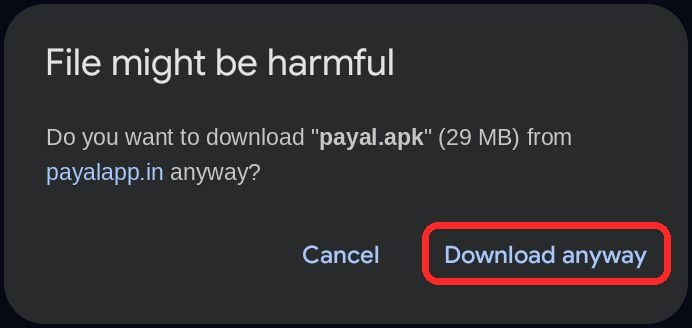 File might be harmful
Do you want to download "payal.apk" (29 MB) from
payalapp.in anyway?
Cancel Download anyway